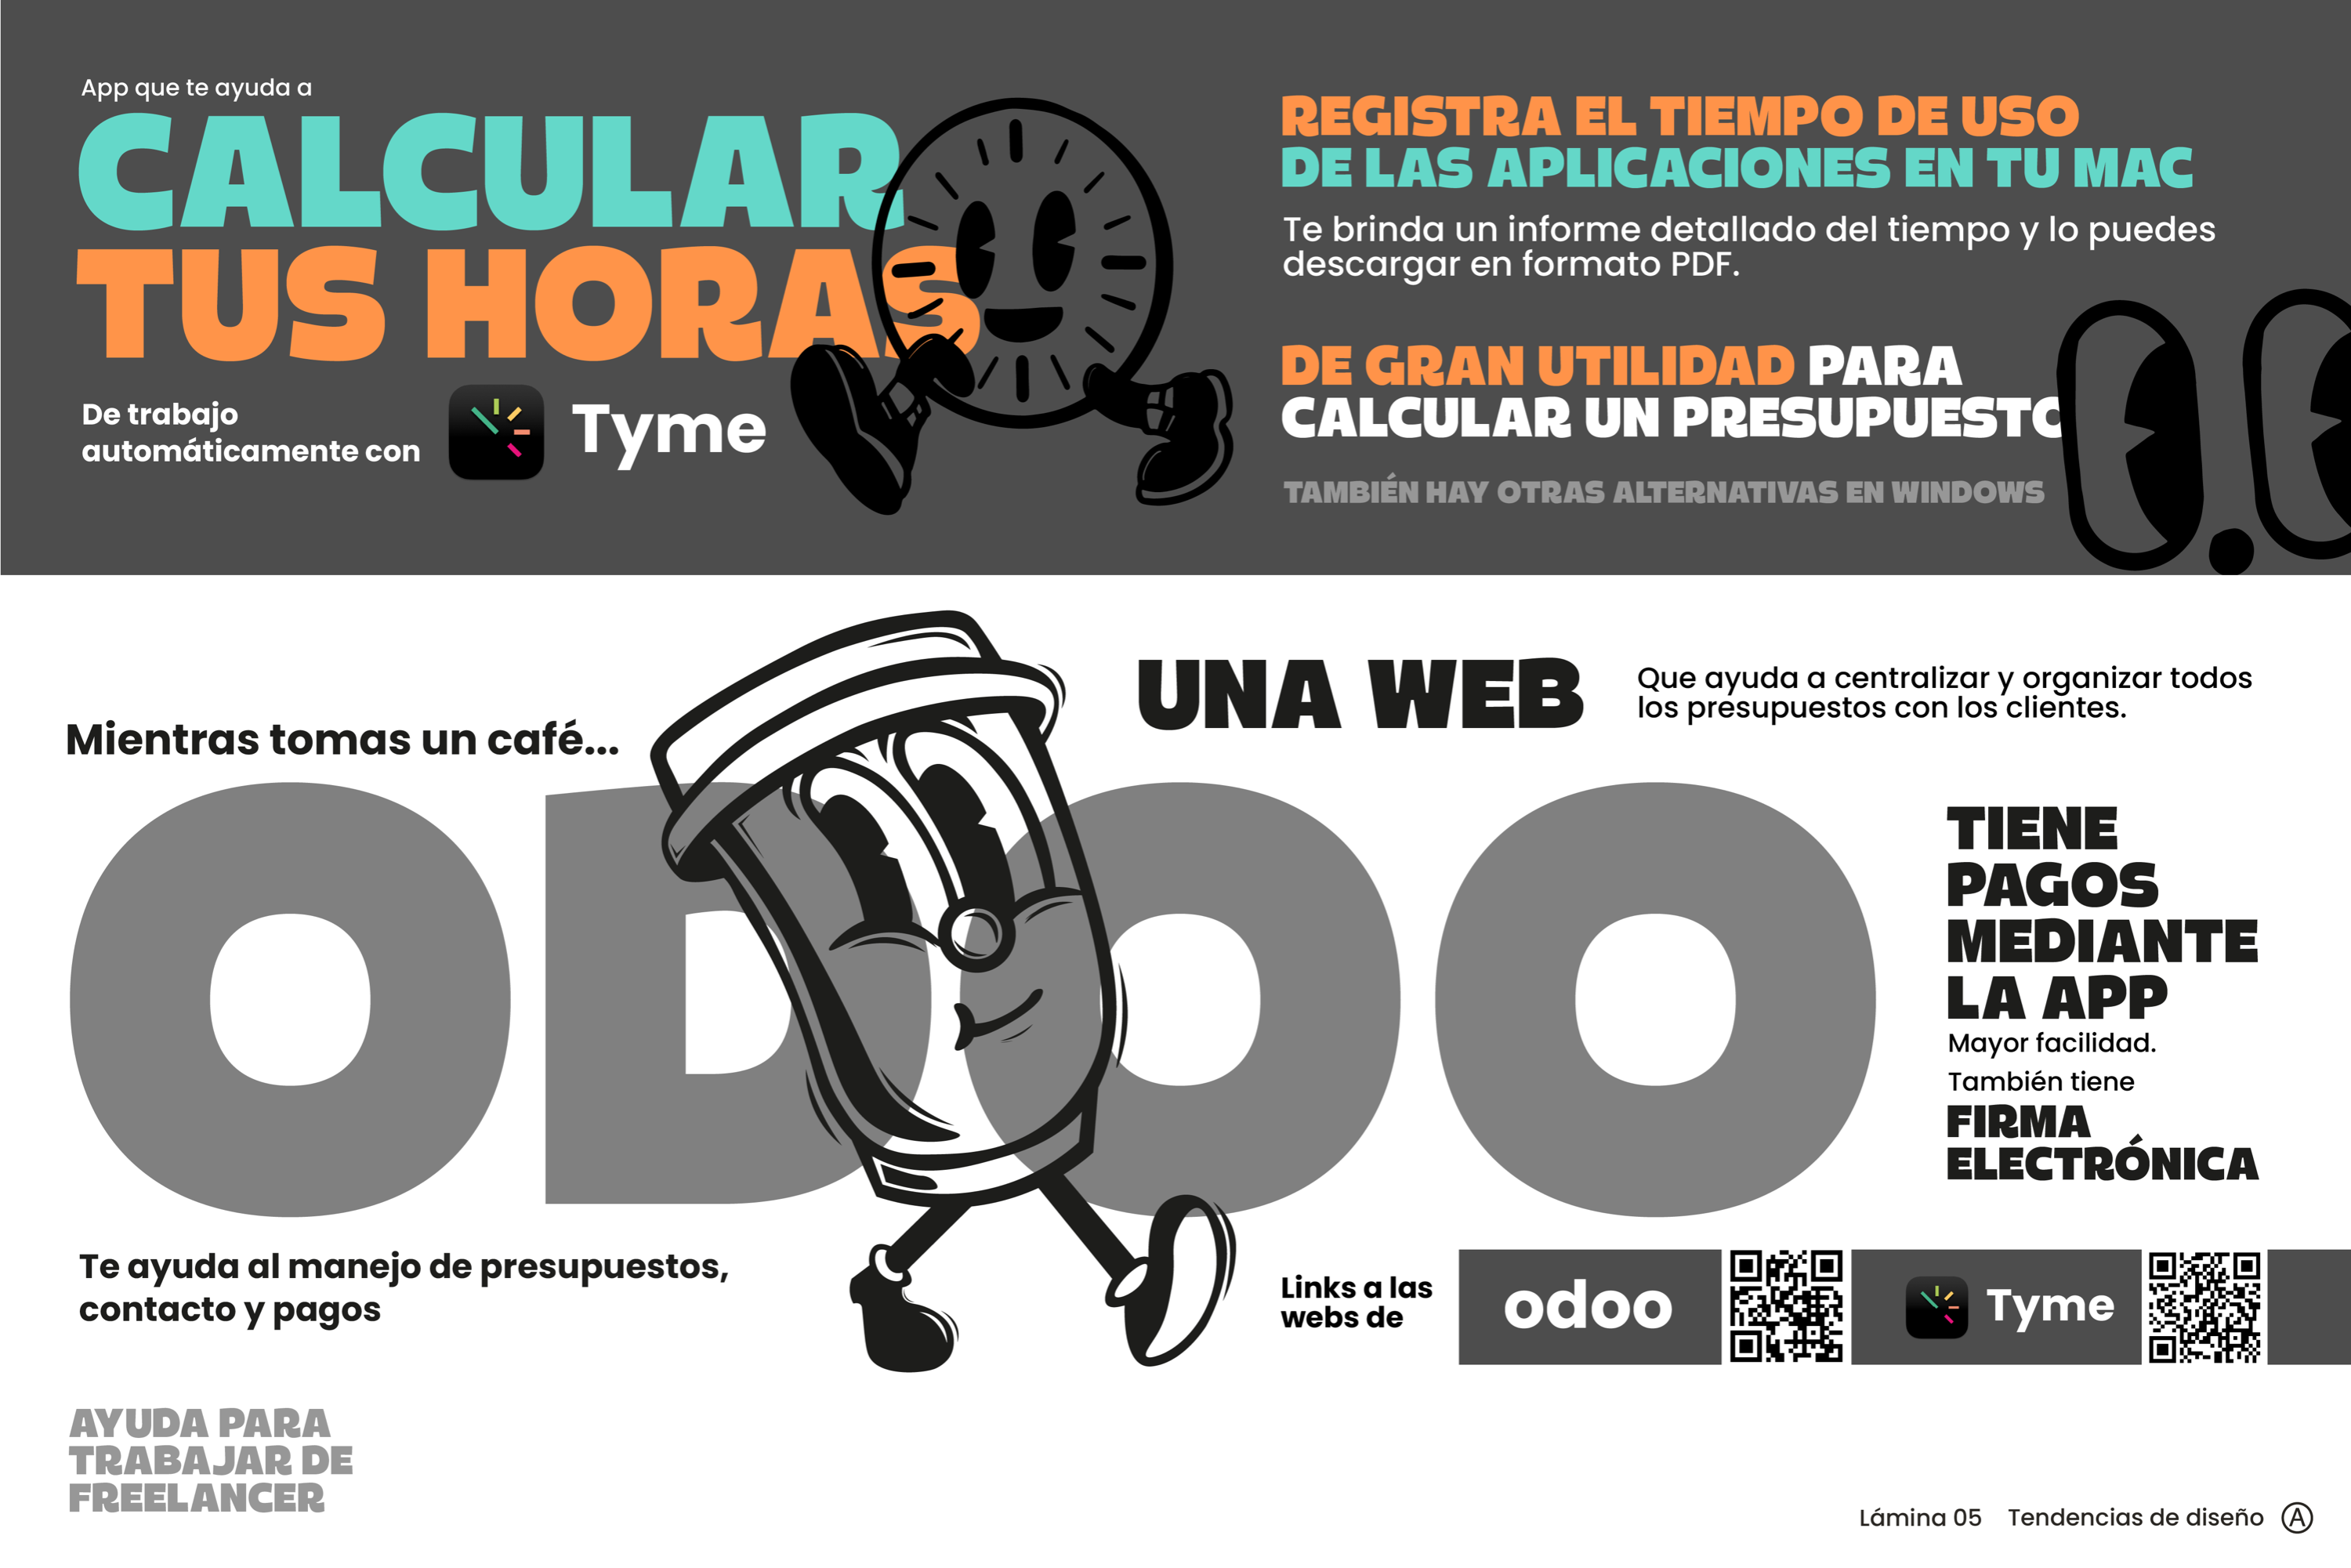 App que te ayuda a
CALCULAR
TUS HORAS
De trabajo
automáticamente con
Tyme
REGISTRA EL TIEMPO DE USO
DE LAS APLICACIONES EN TU MAC
Te brinda un informe detallado del tiempo y lo puedes
descargar en formato PDF.
DE GRAN UTILIDAD PARA
CALCULAR UN PRESUPUESTO
TAMBIÉN HAY OTRAS ALTERNATIVAS EN WINDOWS
Mientras tomas un café...
UNA WEB
Que ayuda a centralizar y organizar todos
los presupuestos con los clientes.
ODOO
TIENE
PAGOS
MEDIANTE
LA APP
Mayor facilidad.
También tiene
FIRMA
ELECTRÓNICA
Te ayuda al manejo de presupuestos,
contacto y pagos
Links a las
webs de
odoo
Tyme
AYUDA PARA
TRABAJAR DE
FREELANCER
Lámina 05 Tendencias de diseño A